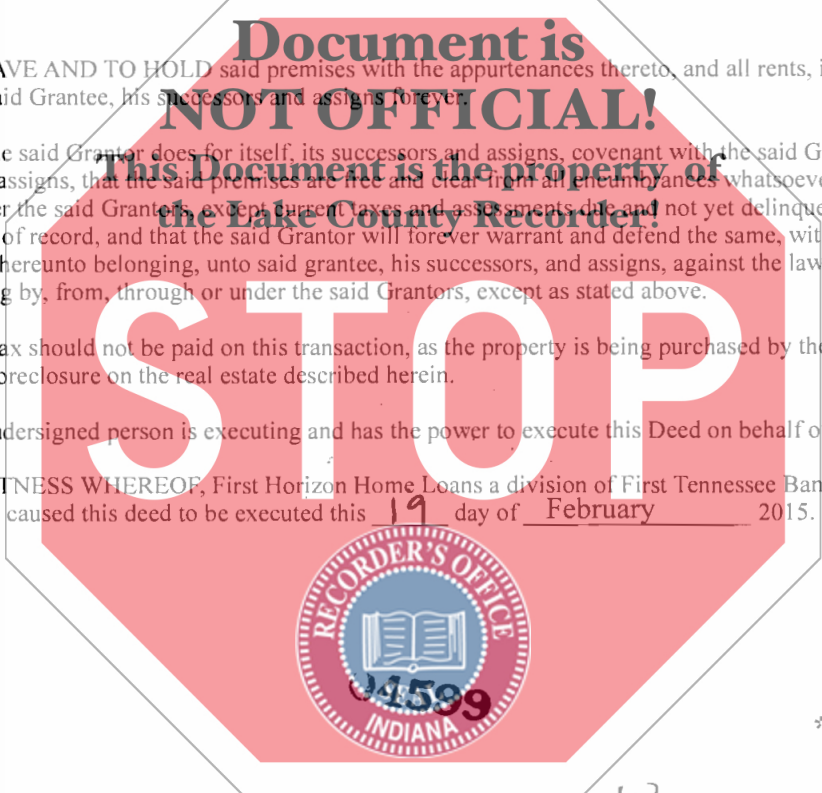 Document is
AVE AND TO HOLD said premises with the appurtenances thereto, and all rents, i
id Grantee, his successors and assigns forever.
NOT OFFICIAL!
e said Grantor does for itself, its successors and assigns, covenant with the said G
This Document is the property of
assigns, that the said premises are free and clear from all encumbrances whatsoev
r the said Grantors, except current taxes and assessments due and not yet delinque
the Lake County Recorder!
of record, and that the said Grantor will forever warrant and defend the same, wit
hereunto belonging, unto said grantee, his successors, and assigns, against the law
g by, from, through or under the said Grantors, except as stated above.
STOP
ax should not be paid on this transaction, as the property is being purchased by the
oreclosure on the real estate described herein.
dersigned person is executing and has the power to execute this Deed on behalf o
TNESS WHEREOF, First Horizon Home Loans a division of First Tennessee Ban
caused this deed to be executed this 19 day of February 2015.
RECORDER'S OFFICE
INDIANA